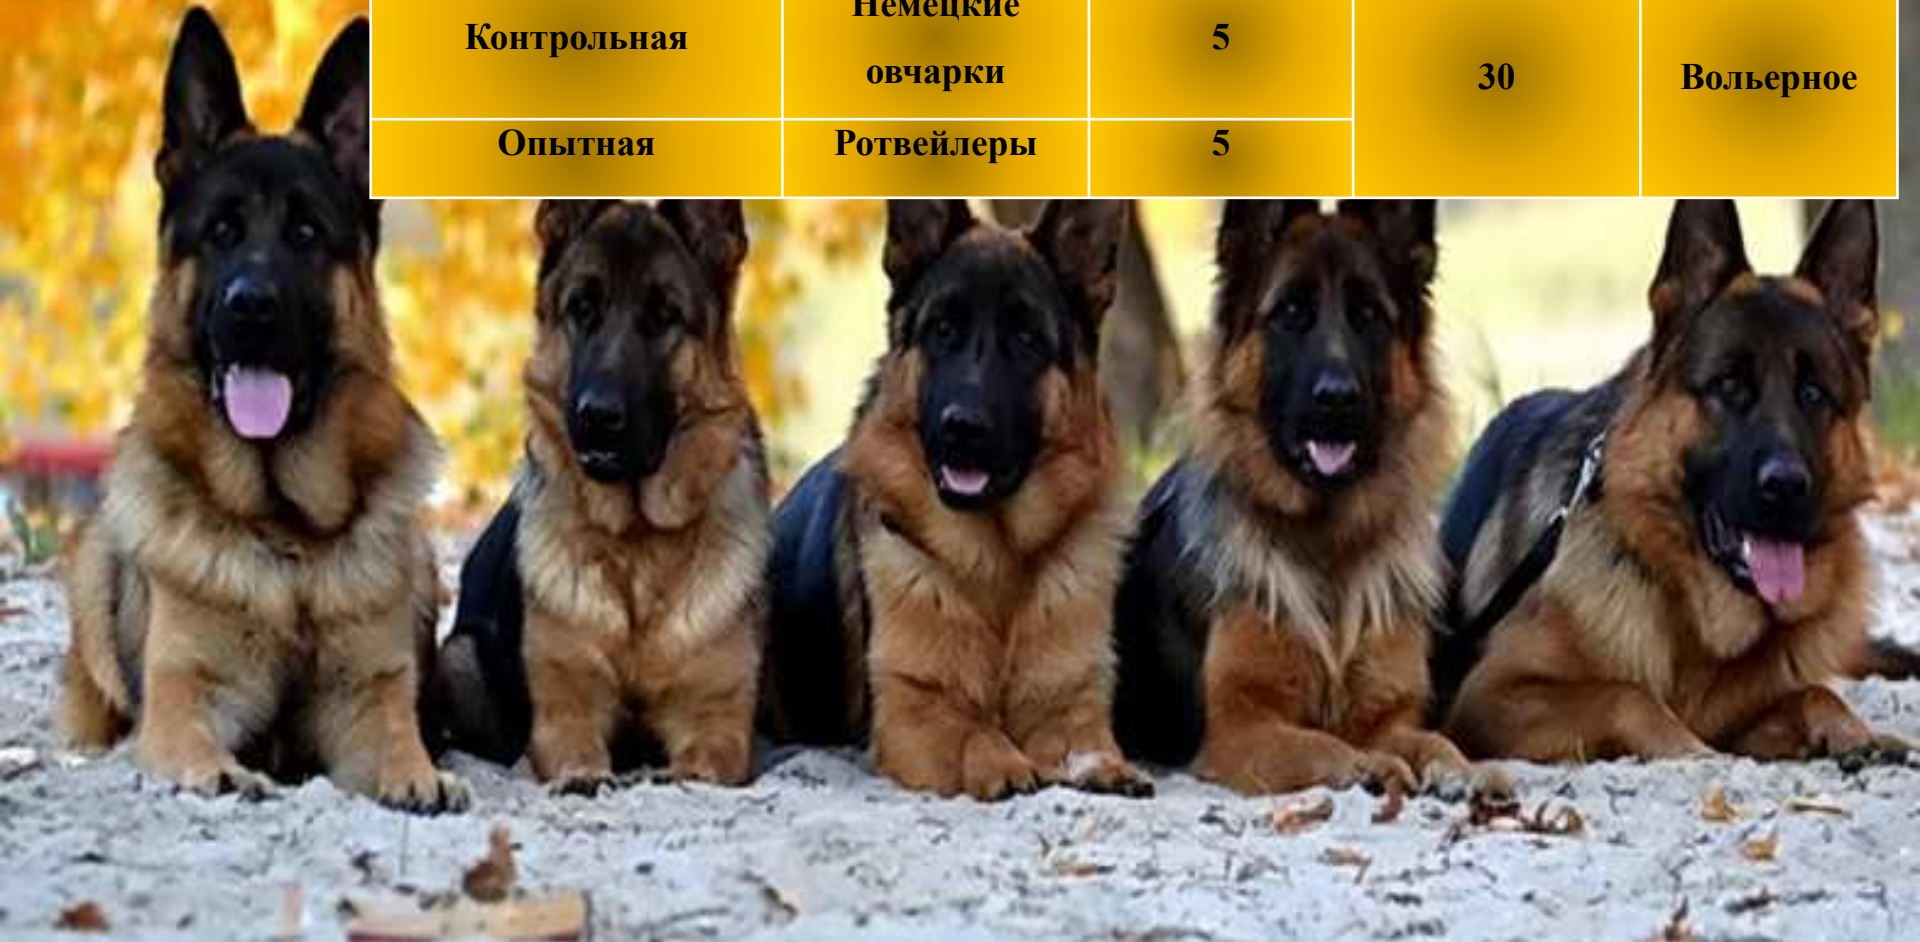 Немецкие
Контрольная 5
овчарки
30 Вольерное
Опытная Ротвейлеры 5